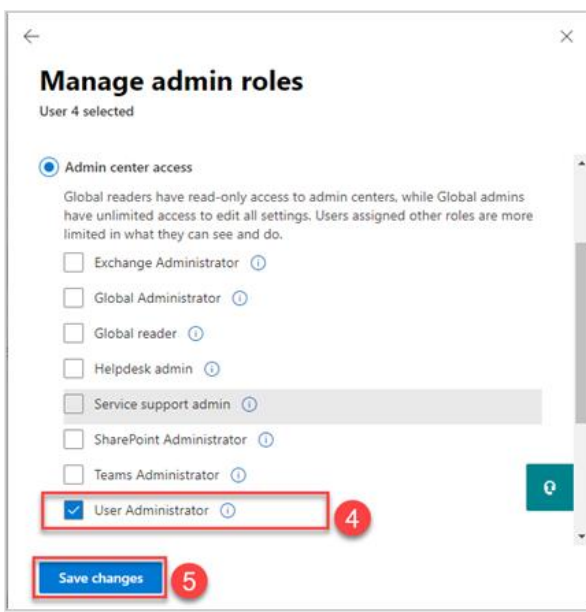 Manage admin roles
User 4 selected
Admin center access
Global readers have read-only access to admin centers, while Global admins
have unlimited access to edit all settings. Users assigned other roles are more
limited in what they can see and do.
Exchange Administrator
Global Administrator
Global reader
Helpdesk admin
Service support admin
SharePoint Administrator
Teams Administrator
User Administrator 4
Save changes 5